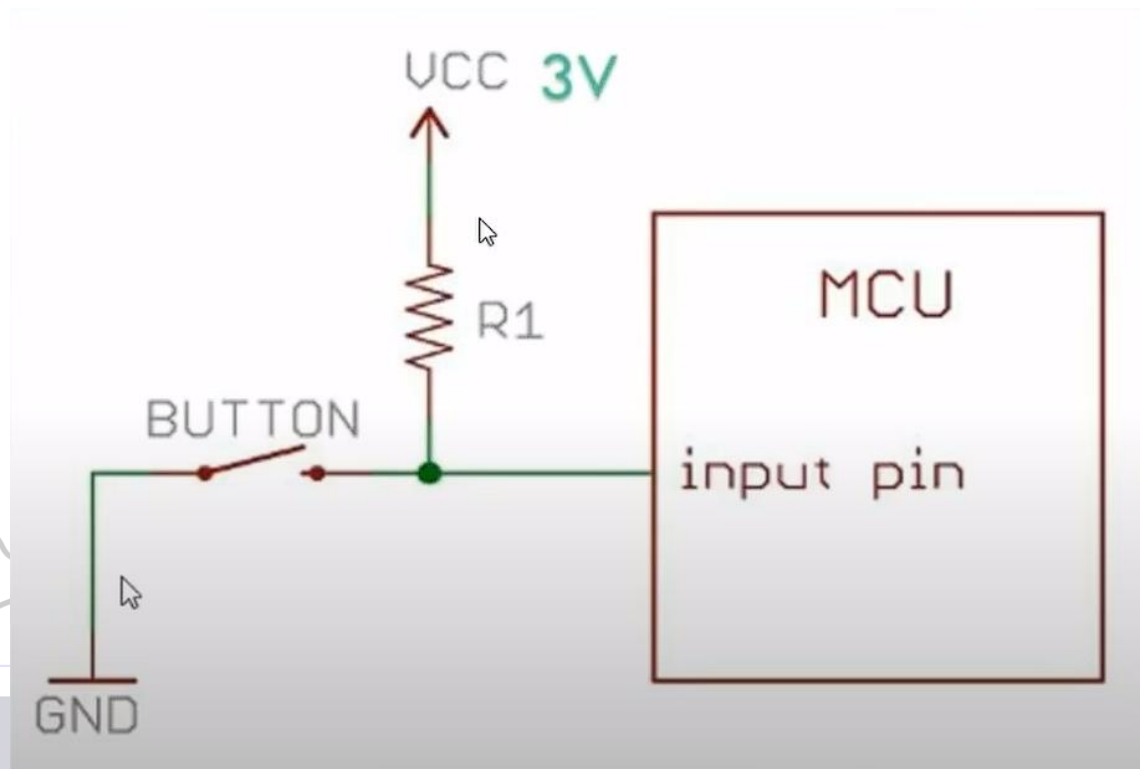 VCC 3V
R1
MCU
BUTTON
input pin
GND